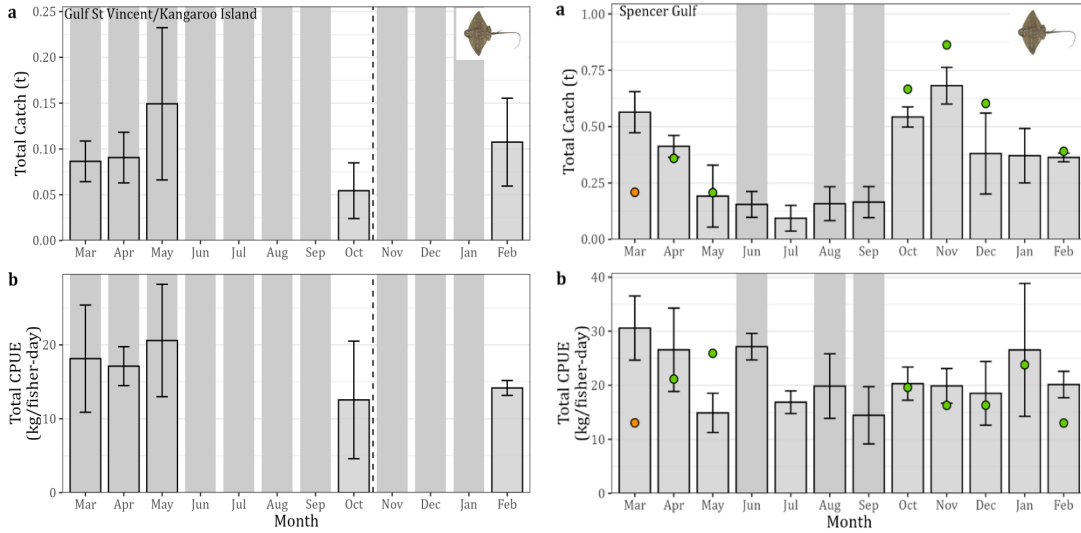 a
Gulf St Vincent/Kangaroo Island
Total Catch (t)
0.25
0.20
0.15
0.10
0.05
0.00
Mar Apr May Jun Jul Aug Sep Oct Nov Dec Jan Feb
b
Total CPUE
(kg/fisher-day)
20
10
0
Mar Apr May Jun Jul Aug Sep Oct Nov Dec Jan Feb
Month
a
Spencer Gulf
Total Catch (t)
1.00
0.75
0.50
0.25
0.00
Mar Apr May Jun Jul Aug Sep Oct Nov Dec Jan Feb
b
Total CPUE
(kg/fisher-day)
40
30
20
10
0
Mar Apr May Jun Jul Aug Sep Oct Nov Dec Jan Feb
Month